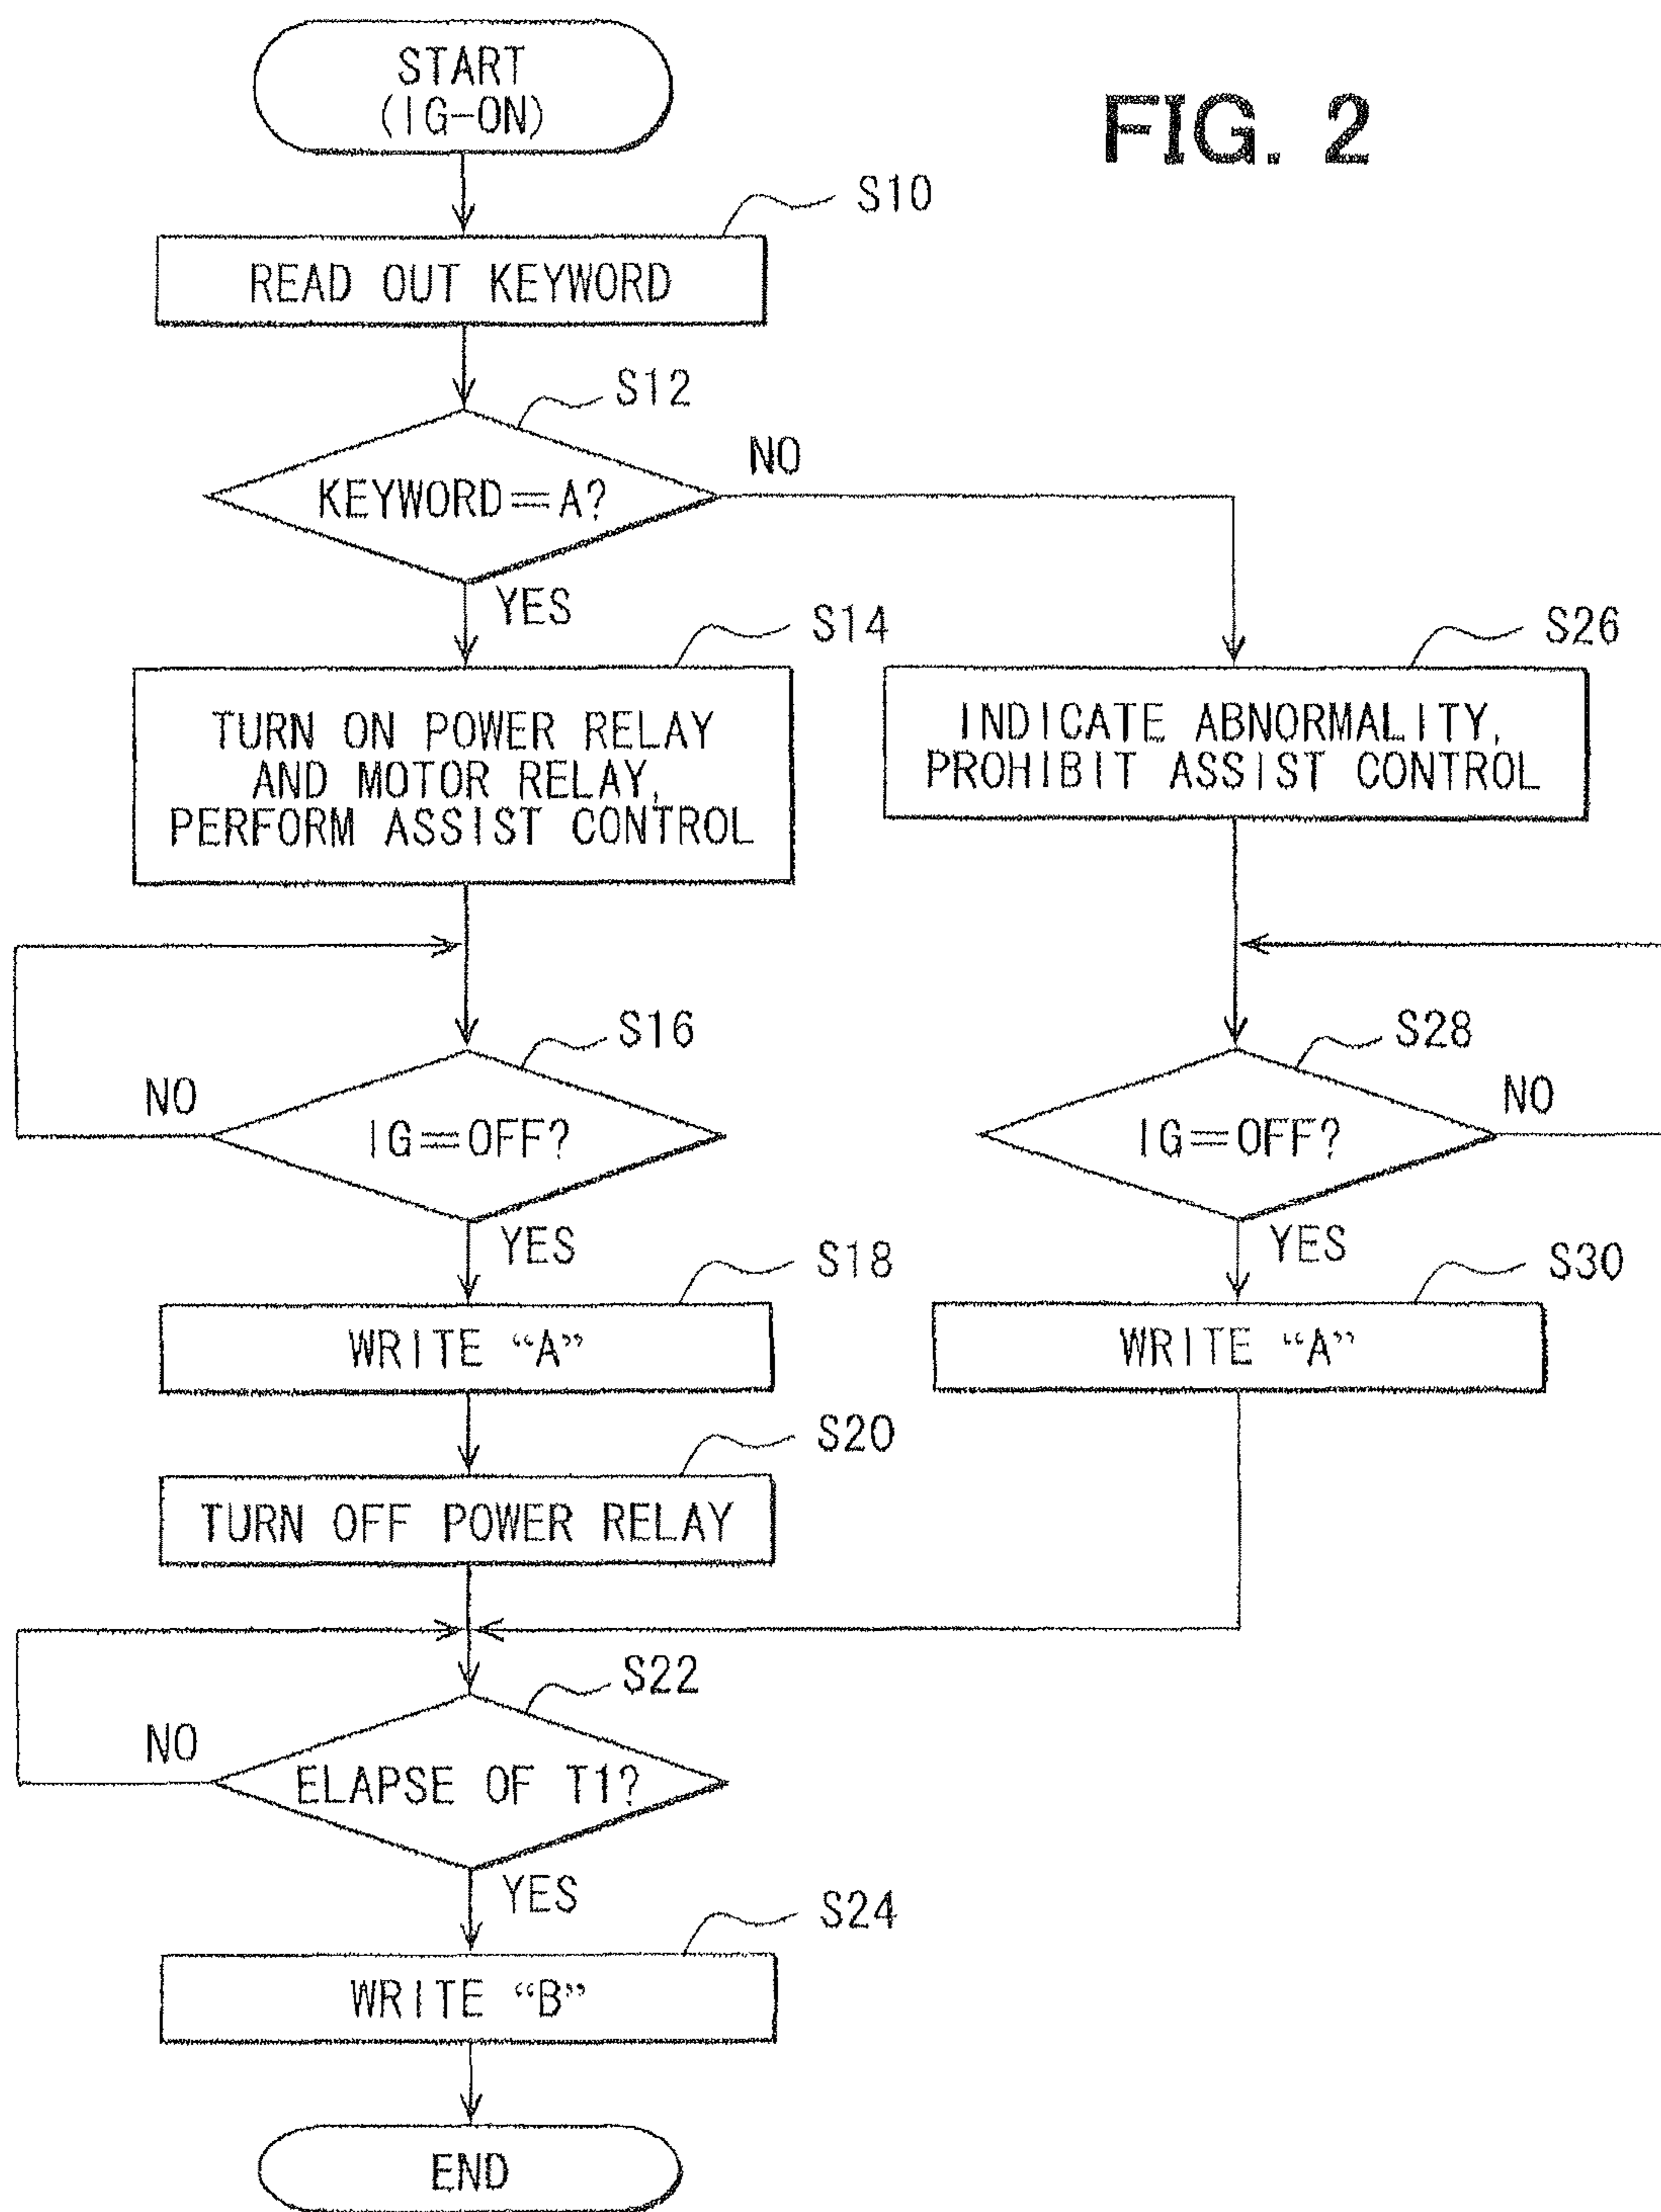 START
(IG-ON)
FIG. 2
S10
READ OUT KEYWORD
S12
KEYWORD=A?
NO
YES
S14
TURN ON POWER RELAY
AND MOTOR RELAY,
PERFORM ASSIST CONTROL
S26
INDICATE ABNORMALITY,
PROHIBIT ASSIST CONTROL
S16
NO
IG=OFF?
YES
S28
NO
IG=OFF?
YES
S18
WRITE “A”
S30
WRITE “A”
S20
TURN OFF POWER RELAY
S22
NO
ELAPSE OF T1?
YES
S24
WRITE “B”
END